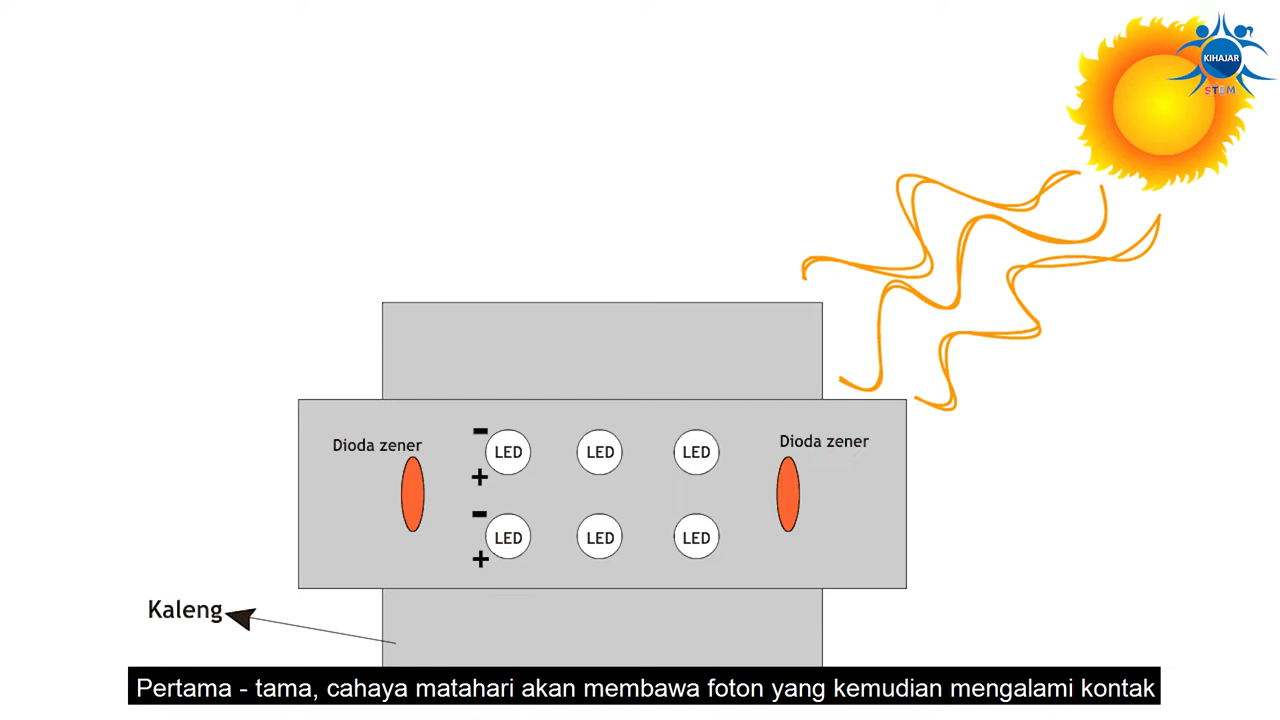 KIHAJAR
STEM
Dioda zener
Dioda zener
- LED LED LED
+
- LED LED LED
+
Kaleng
Pertama - tama, cahaya matahari akan membawa foton yang kemudian mengalami kontak